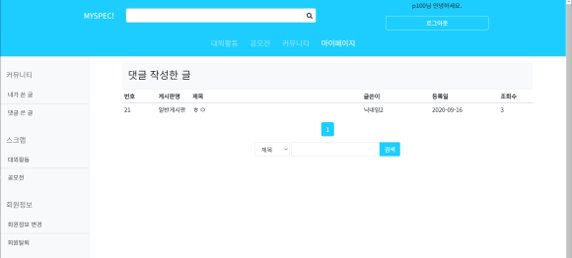 p100님 안녕하세요.
MYSPEC!
로그아웃
대외활동 공모전 커뮤니티 마이페이지
커뮤니티
내가 쓴 글
댓글 쓴 글
스크랩
대외활동
공모전
회원정보
회원정보 변경
회원탈퇴
댓글 작성한 글
번호 게시판명 제목 글쓴이 등록일 조회수
21 일반게시판 ㅎㅇ 닉네임2 2020-09-16 3
1
제목 검색